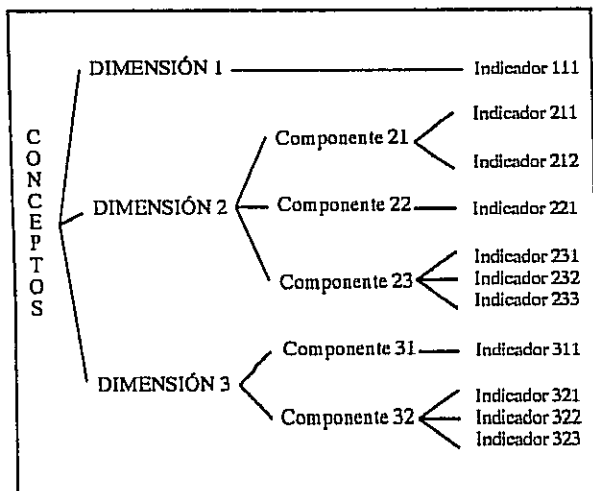 CONCEPTOS
DIMENSIÓN 1
Indicador 111
DIMENSIÓN 2
Componente 21
Indicador 211
Indicador 212
Componente 22
Indicador 221
Componente 23
Indicador 231
Indicador 232
Indicador 233
DIMENSIÓN 3
Componente 31
Indicador 311
Componente 32
Indicador 321
Indicador 322
Indicador 323